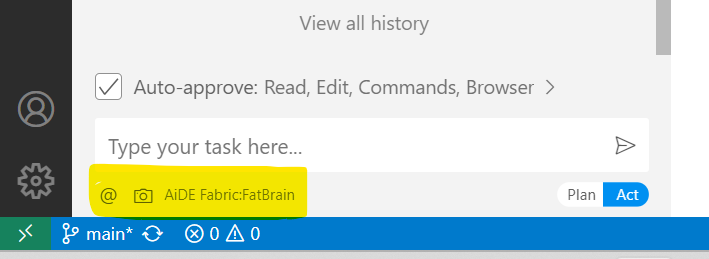 View all history
Auto-approve: Read, Edit, Commands, Browser >
Type your task here...
@ AiDE Fabric:FatBrain Plan Act
main* 0 0